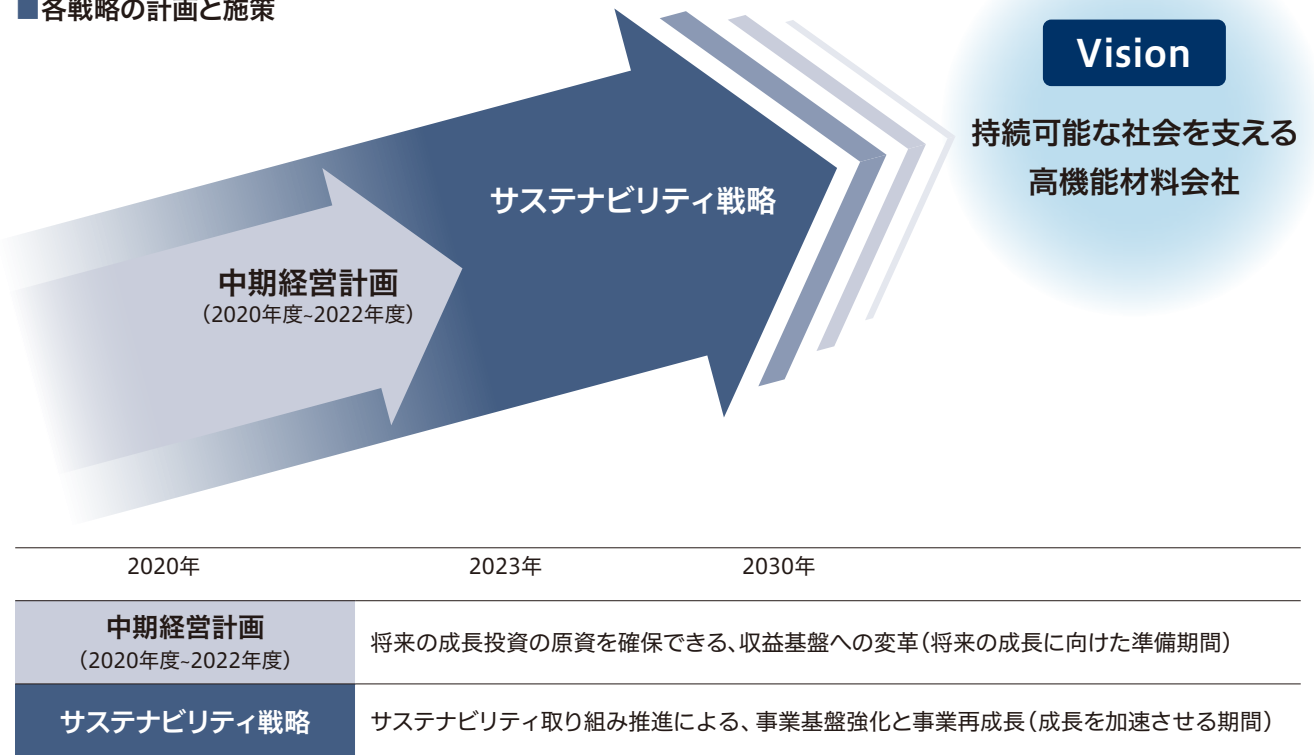 ■各戦略の計画と施策
Vision
持続可能な社会を支える
高機能材料会社
サステナビリティ戦略
中期経営計画
（2020年度~2022年度）
2020年
2023年
2030年
中期経営計画
（2020年度~2022年度）
将来の成長投資の原資を確保できる、収益基盤への変革（将来の成長に向けた準備期間）
サステナビリティ戦略
サステナビリティ取り組み推進による、事業基盤強化と事業再成長（成長を加速させる期間）